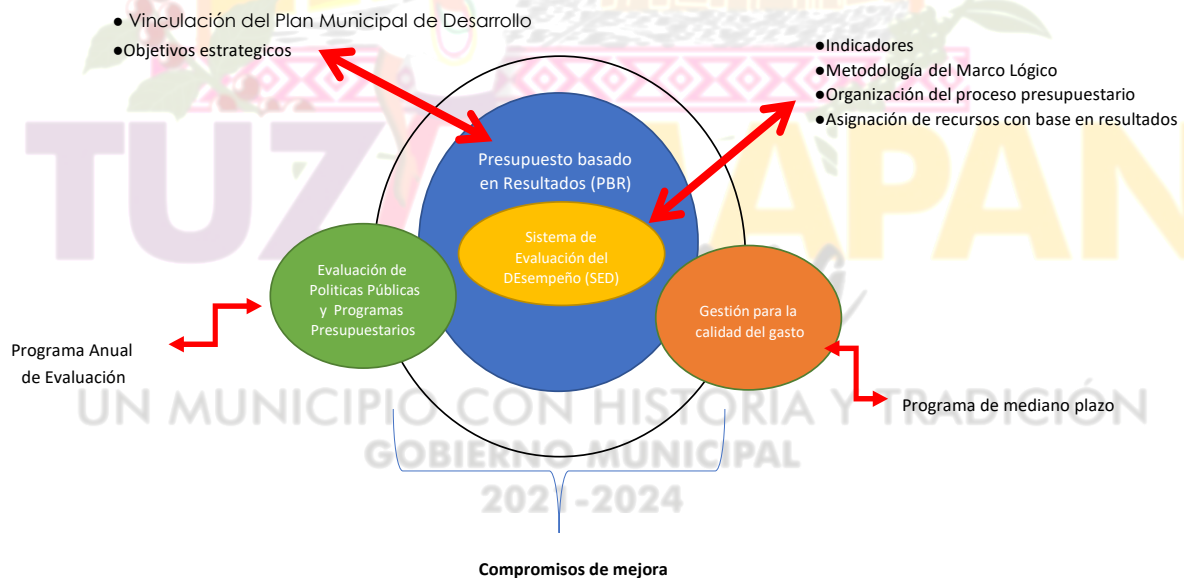 ● Vinculación del Plan Municipal de Desarrollo
●Objetivos estrategicos
●Indicadores
●Metodología del Marco Lógico
●Organización del proceso presupuestario
●Asignación de recursos con base en resultados
Presupuesto basado
en Resultados (PBR)
Sistema de
Evaluación del
DEsempeño (SED)
Evaluación de
Politicas Públicas
y Programas
Presupuestarios
Gestión para la
calidad del gasto
Programa Anual
de Evaluación
Programa de mediano plazo
TUZ APAN
UN MUNICIPIO CON HISTORIA Y TRADICIÓN
GOBIERNO MUNICIPAL
2021-2024
Compromisos de mejora